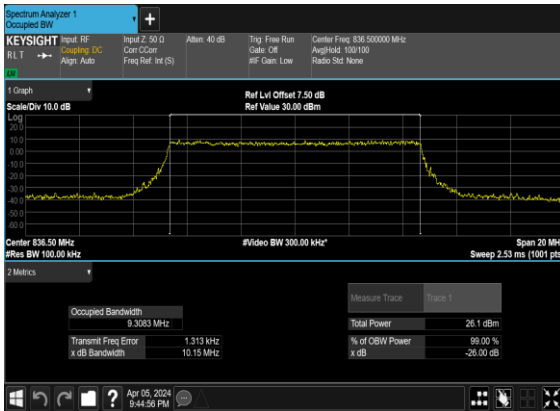 Spectrum Analyzer 1
Occupied BW
KEYSIGHT
RLT
LW
Input: RF
Coupling: DC
Align: Auto
Input Z: 50 Ω
Corr CCorr
Freq Ref: Int (S)
Atten: 40 dB
Trig: Free Run
Gate: Off
#IF Gain: Low
Center Freq: 836.500000 MHz
Avg|Hold: 100/100
Radio Std: None
1 Graph
Scale/Div 10.0 dB
Ref Lvl Offset 7.50 dB
Ref Value 30.00 dBm
Log
20.0
10.0
0.00
-10.0
-20.0
-30.0
-40.0
-50.0
-60.0
Center 836.50 MHz
#Res BW 100.00 kHz
#Video BW 300.00 kHz*
Span 20 MH
Sweep 2.53 ms (1001 pts
2 Metrics
Measure Trace
Trace 1
Occupied Bandwidth
9.3083 MHz
Total Power
26.1 dBm
Transmit Freq Error
1.313 kHz
% of OBW Power
99.00 %
x dB Bandwidth
10.15 MHz
x dB
-26.00 dB
Apr 05, 2024
9:44:56 PM